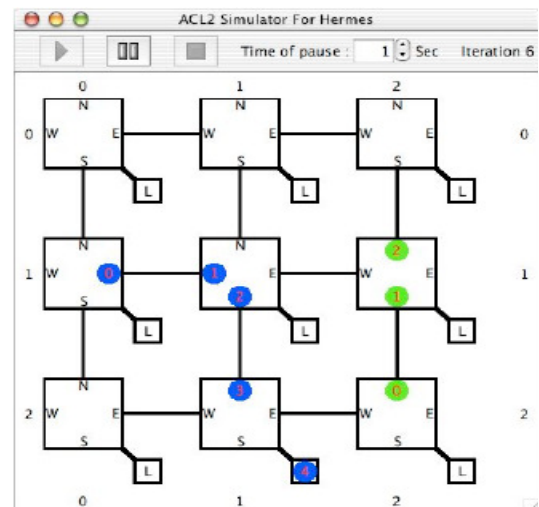 ACL2 Simulator For Hermes
Time of pause : 1 Sec Iteration 6
0 1 2
N N N
0 W E W E W E 0
S S S
L L L
N N 2
1 W 0 1 E W E 1
S 2 1
L L L
N 3 0
2 W E W E W E 2
S S S
L 4 L
0 1 2